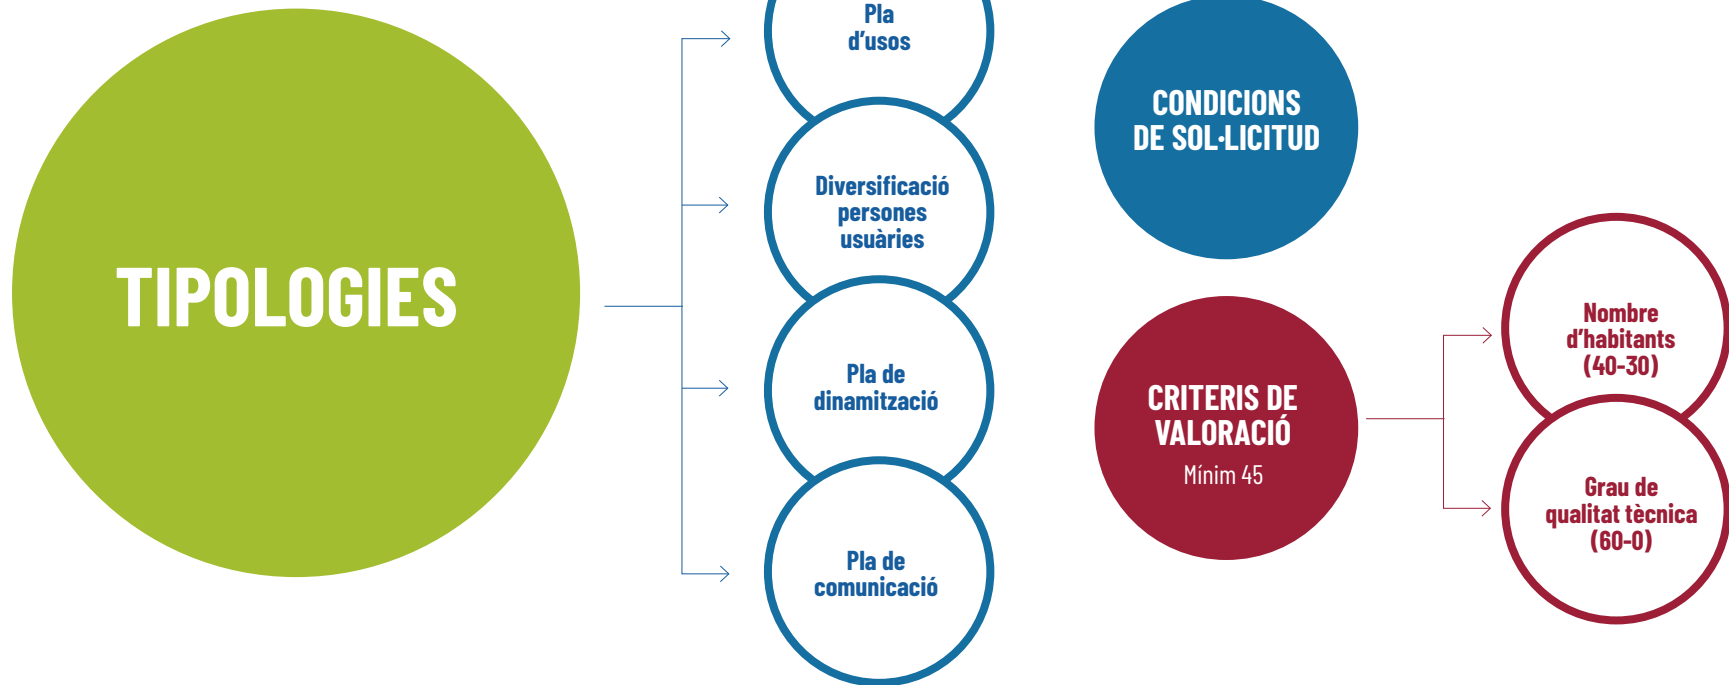 TIPOLOGIES
Pla
d'usos
Diversificació
persones
usuàries
Pla de
dinamització
Pla de
comunicació
CONDICIONS
DE SOL·LICITUD
CRITERIS DE
VALORACIÓ
Mínim 45
Nombre
d'habitants
(40-30)
Grau de
qualitat tècnica
(60-0)